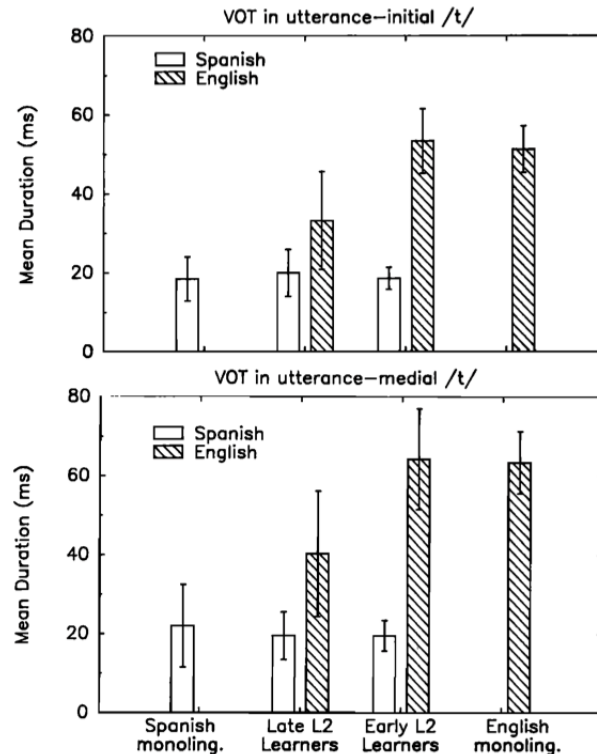 VOT in utterance-initial /t/
80
60
40
20
0
Mean Duration (ms)
Spanish
English
VOT in utterance-medial /t/
80
60
40
20
0
Mean Duration (ms)
Spanish
English
Spanish Late L2 Early L2 English
monoling. Learners Learners monoling.